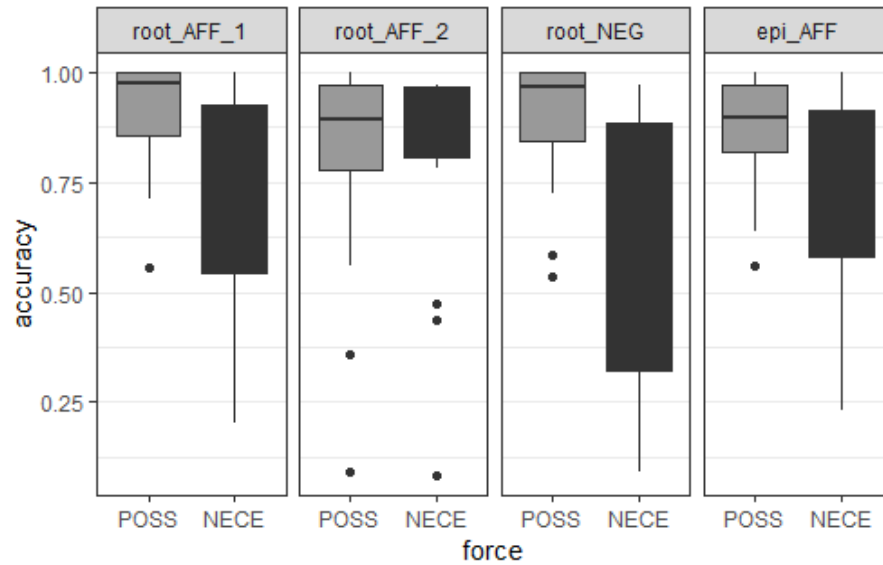 root_AFF_1 root_AFF_2 root_NEG epi_AFF
accuracy
1.00
0.75
0.50
0.25
POSS NECE POSS NECE POSS NECE POSS NECE
force